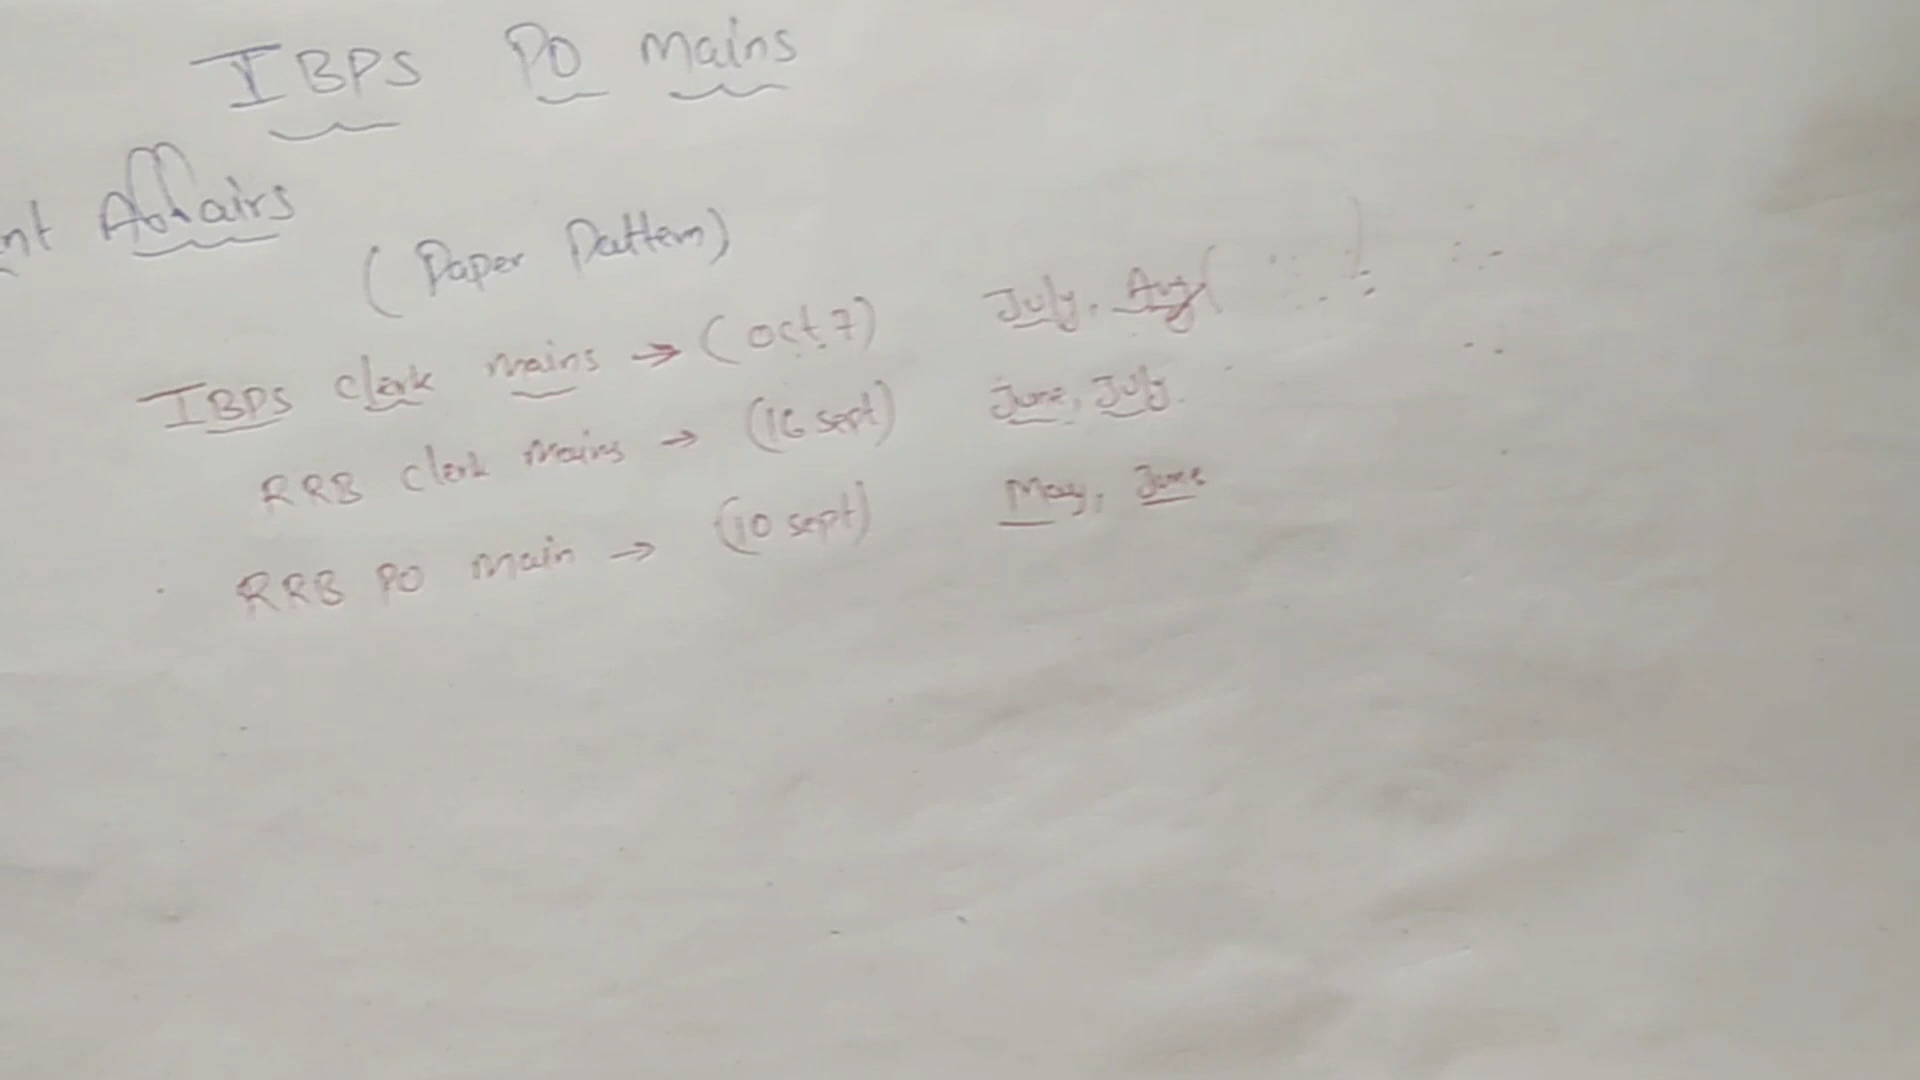 IBPS PO Mains
nt Affairs
(Paper Pattern)
IBPS Clerk mains → (Oct 7) July, Aug
RRB Clerk Mains → (16 sept) June, July.
RRB PO main → (10 sept) May, June